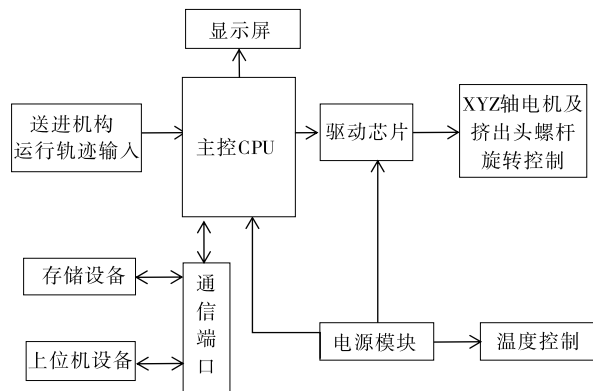 显示屏
送进机构
运行轨迹输入
主控CPU
驱动芯片
XYZ轴电机及
挤出头螺杆
旋转控制
存储设备
通信端口
上位机设备
电源模块
温度控制